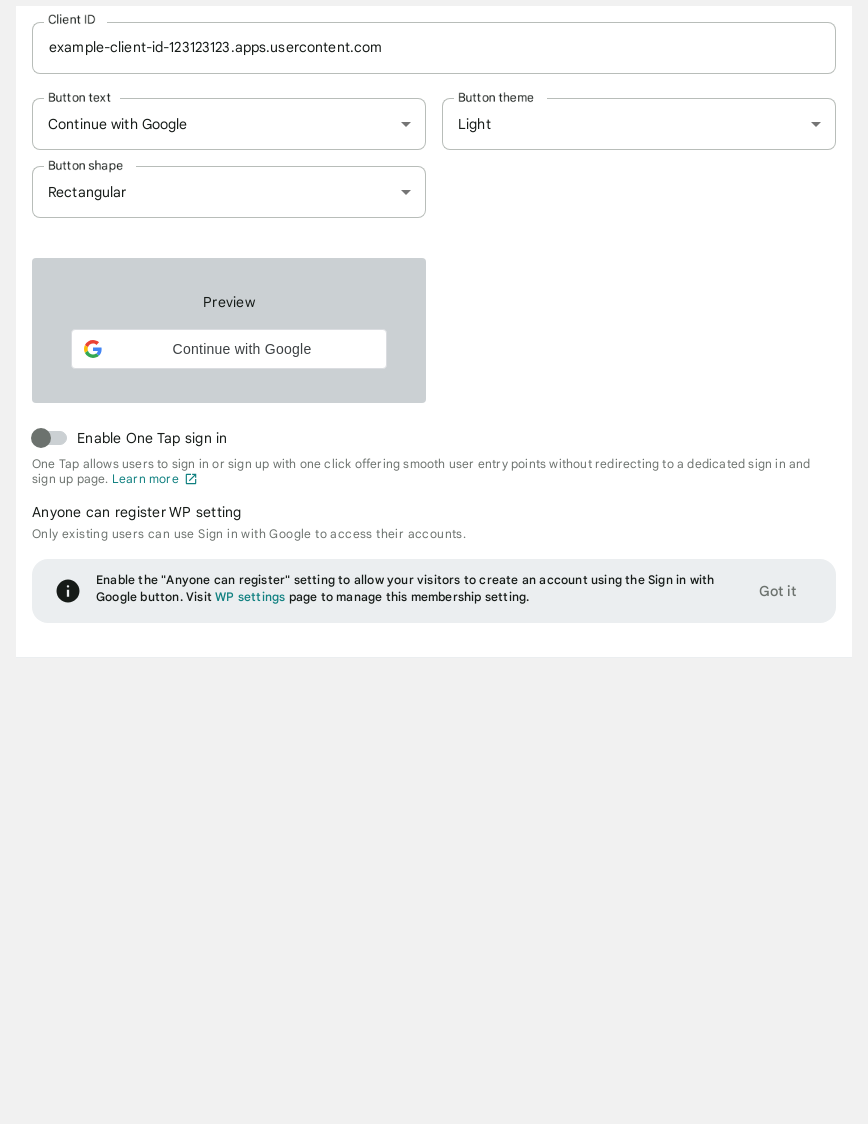 Client ID
example-client-id-123123123.apps.usercontent.com
Button text
Continue with Google
Button theme
Light
Button shape
Rectangular
Preview
Continue with Google
Enable One Tap sign in
One Tap allows users to sign in or sign up with one click offering smooth user entry points without redirecting to a dedicated sign in and
sign up page. Learn more
Anyone can register WP setting
Only existing users can use Sign in with Google to access their accounts.
Enable the "Anyone can register" setting to allow your visitors to create an account using the Sign in with
Google button. Visit WP settings page to manage this membership setting.
Got it